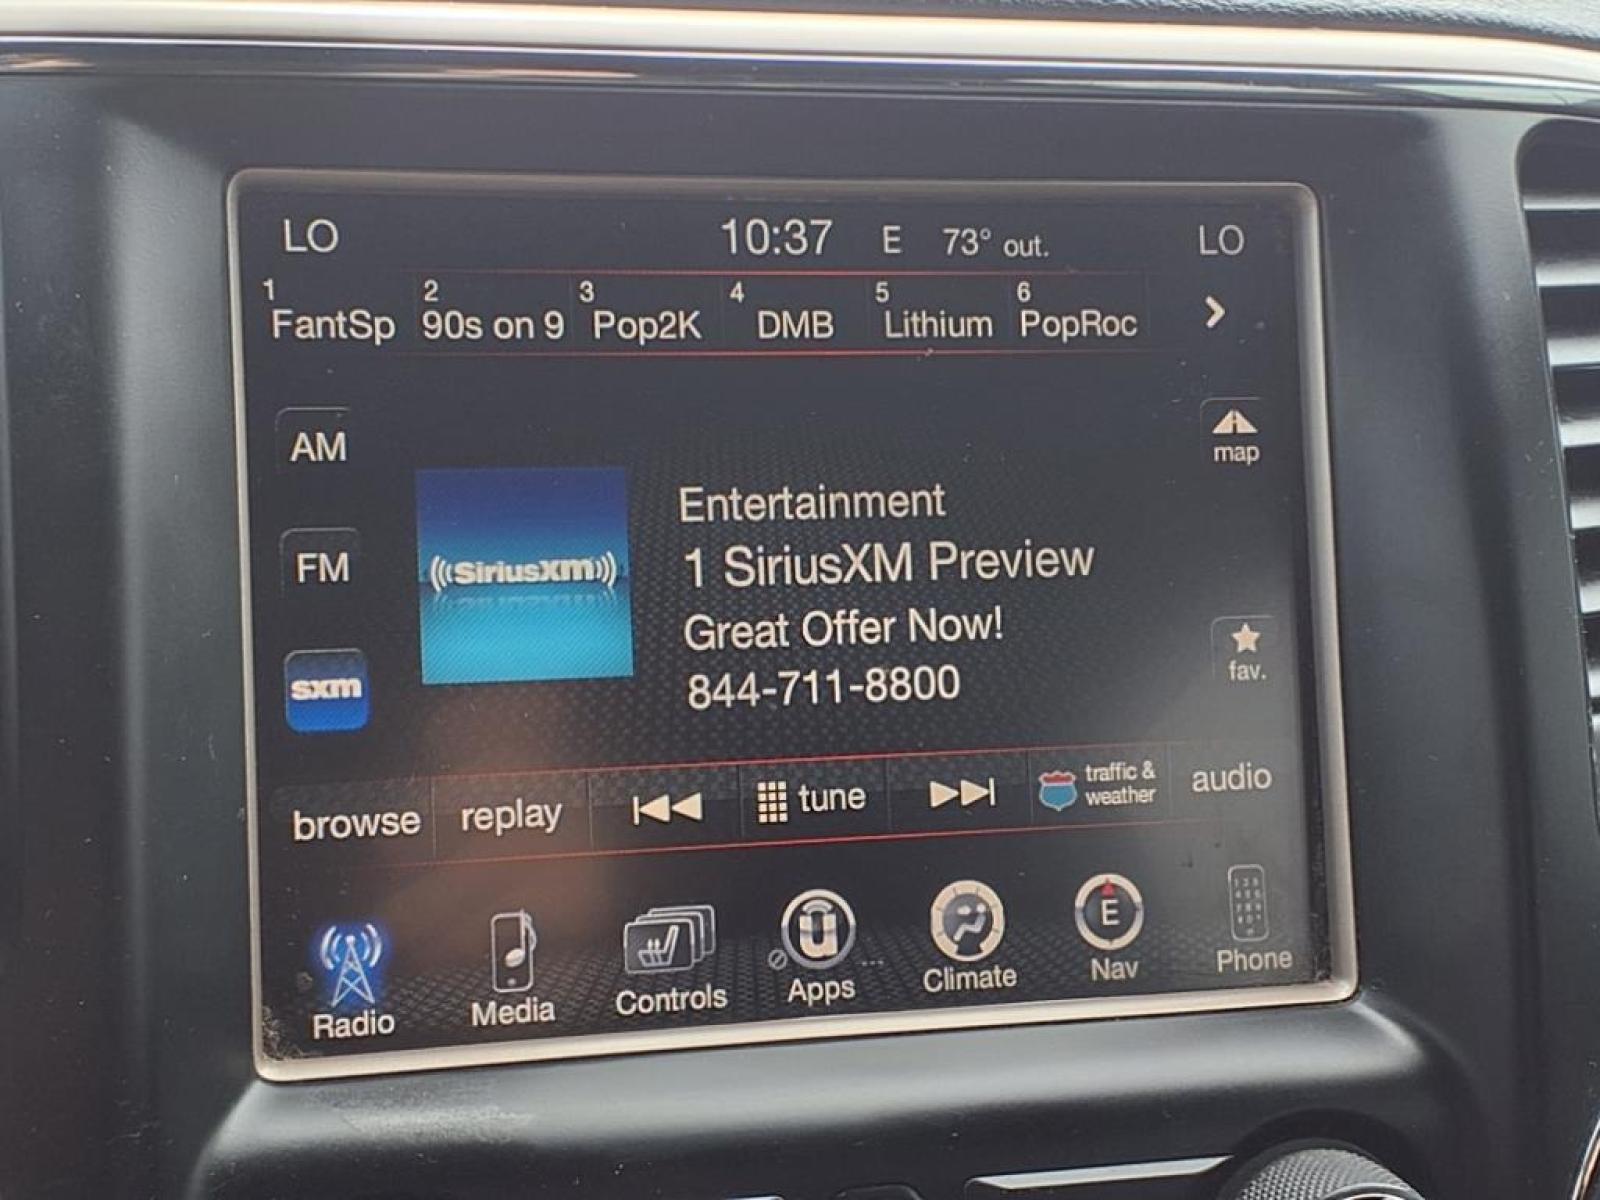 LO 10:37 E 73° out. LO
1 2 3 4 5 6
FantSp 90s on 9 Pop2K DMB Lithium PopRoc
AM
map
FM
((SiriusXM))
Entertainment
1 SiriusXM Preview
Great Offer Now!
844-711-8800
fav.
sxm
browse replay tune traffic & weather audio
E
Radio Media Controls Apps ... Climate Nav Phone